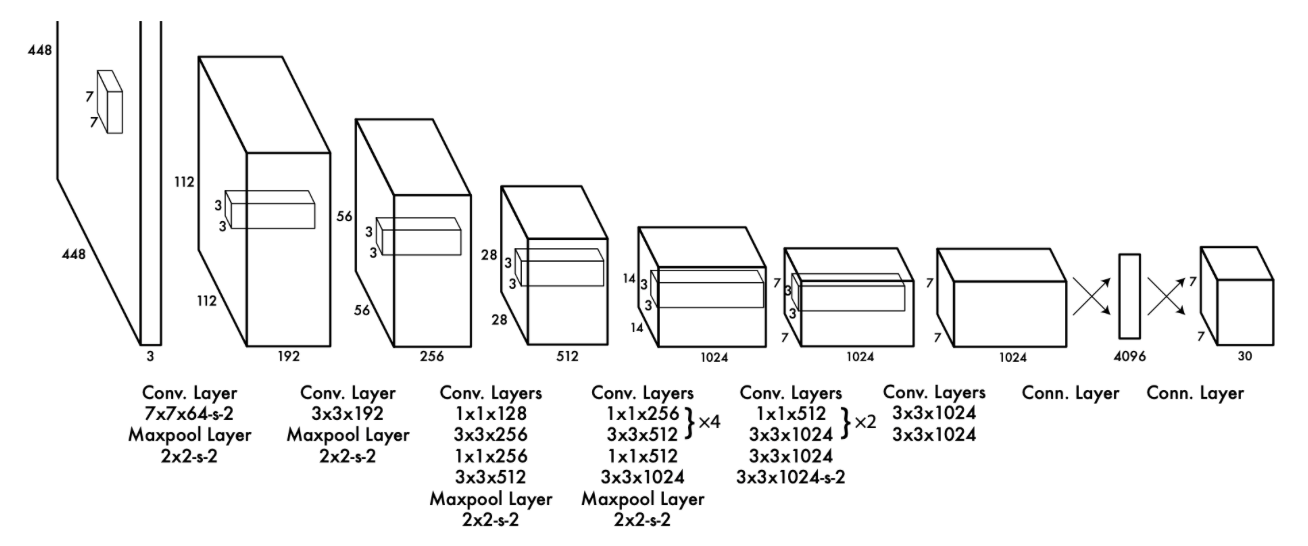 448
7
7
448
3
112
3
3
112
192
56
3
3
56
256
28
3
3
28
512
14
3
3
14
1024
7
3
3
7
1024
7
7
1024
4096
7
7
30
Conv. Layer
7x7x64-s-2
Maxpool Layer
2x2-s-2
Conv. Layer
3x3x192
Maxpool Layer
2x2-s-2
Conv. Layers
1x1x128
3x3x256
1x1x256
3x3x512
Maxpool Layer
2x2-s-2
Conv. Layers
1x1x256
3x3x512
}×4
1x1x512
3x3x1024
Maxpool Layer
2x2-s-2
Conv. Layers
1x1x512
3x3x1024
}×2
3x3x1024
3x3x1024-s-2
Conv. Layers
3x3x1024
3x3x1024
Conn. Layer
Conn. Layer